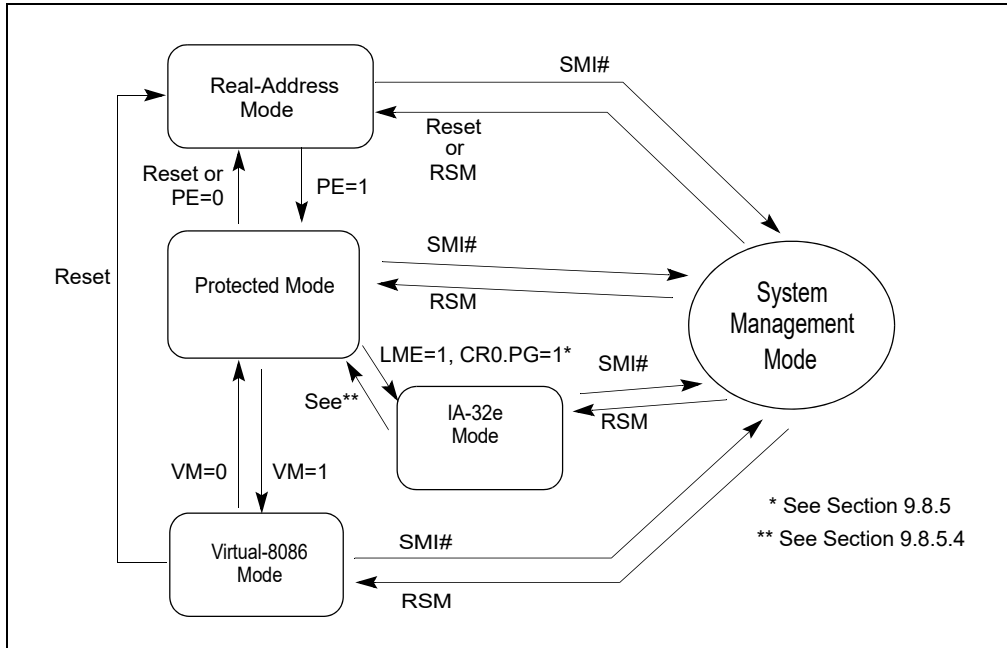 SMI#
Real-Address
Mode
Reset
or
RSM
Reset or
PE=0
PE=1
SMI#
Reset
Protected Mode
RSM
System
Management
Mode
LME=1, CR0.PG=1*
SMI#
See**
IA-32e
Mode
RSM
VM=0
VM=1
* See Section 9.8.5
** See Section 9.8.5.4
Virtual-8086
Mode
SMI#
RSM